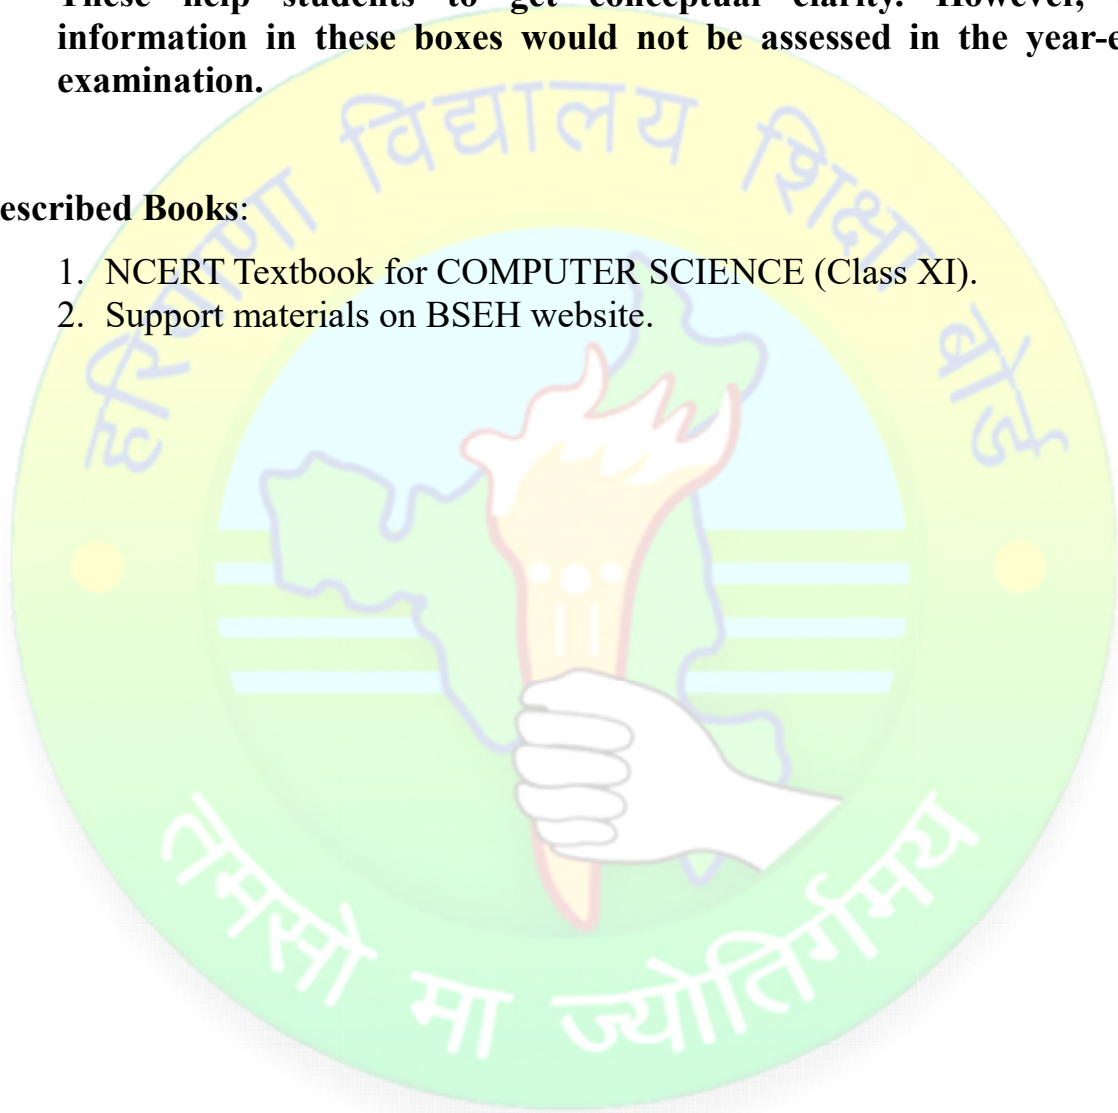 These help students to get conceptual clarity. However,
information in these boxes would not be assessed in the year-e
examination.
escribed Books:
1. NCERT Textbook for COMPUTER SCIENCE (Class XI).
2. Support materials on BSEH website.
हरियाणा विद्यालय शिक्षा बोर्ड
तमसो मा ज्योतिर्गमय